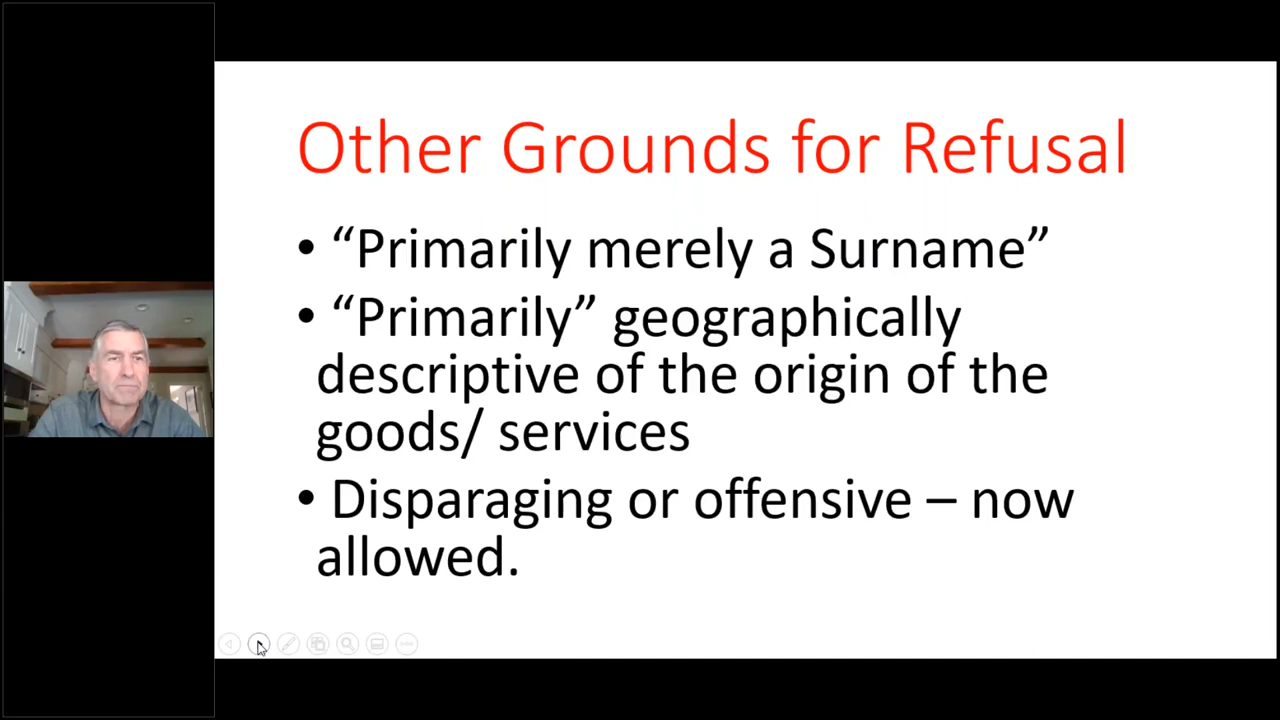 Other Grounds for Refusal
• “Primarily merely a Surname”
• “Primarily” geographically
descriptive of the origin of the
goods/ services
• Disparaging or offensive – now
allowed.